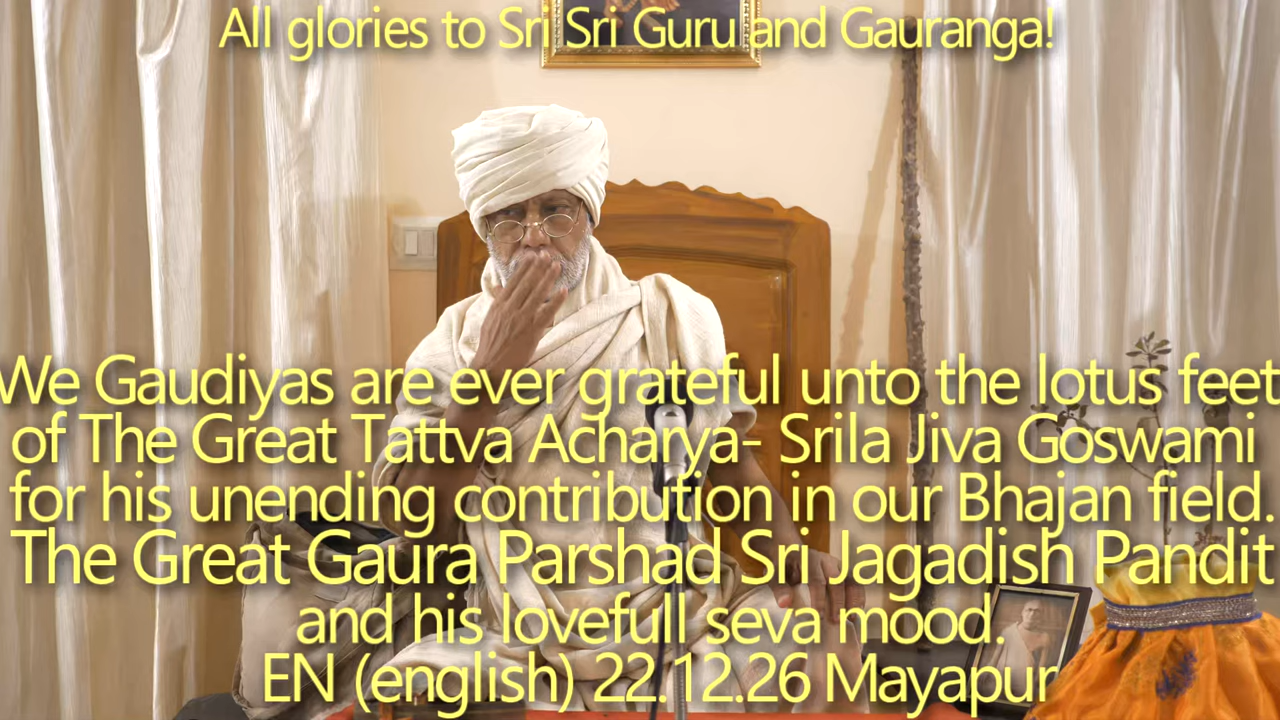 All glories to Sri Sri Guru and Gauranga!
We Gaudiyas are ever grateful unto the lotus feet
of The Great Tattva Acharya- Srila Jiva Goswami
for his unending contribution in our Bhajan field.
The Great Gaura Parshad Sri Jagadish Pandit
and his lovefull seva mood.
EN (english) 22.12.26 Mayapur